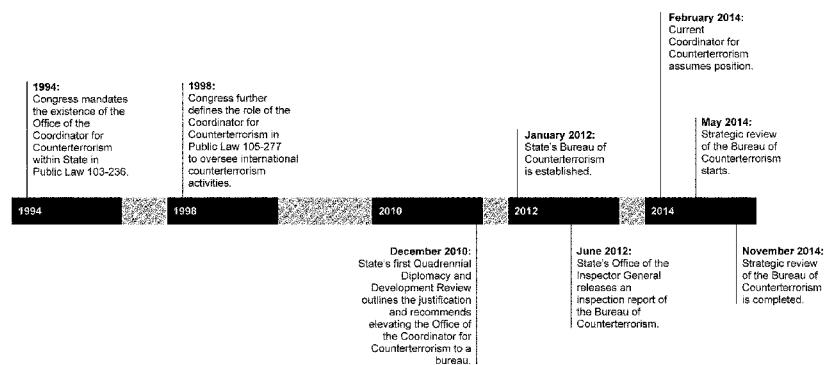 February 2014:
Current
Coordinator for
Counterterrorism
assumes position.
1994:
Congress mandates
the existence of the
Office of the
Coordinator for
Counterterrorism
within State in
Public Law 103-236.
1998:
Congress further
defines the role of the
Coordinator for
Counterterrorism in
Public Law 105-277
to oversee international
counterterrorism
activities.
January 2012:
State's Bureau of
Counterterrorism
is established.
May 2014:
Strategic review
of the Bureau of
Counterterrorism
starts.
1994
1998
2010
2012
2014
December 2010:
State's first Quadrennial
Diplomacy and
Development Review
outlines the justification
and recommends
elevating the Office of
the Coordinator for
Counterterrorism to a
bureau.
June 2012:
State's Office of the
Inspector General
releases an
inspection report of
the Bureau of
Counterterrorism.
November 2014:
Strategic review
of the Bureau of
Counterterrorism
is completed.